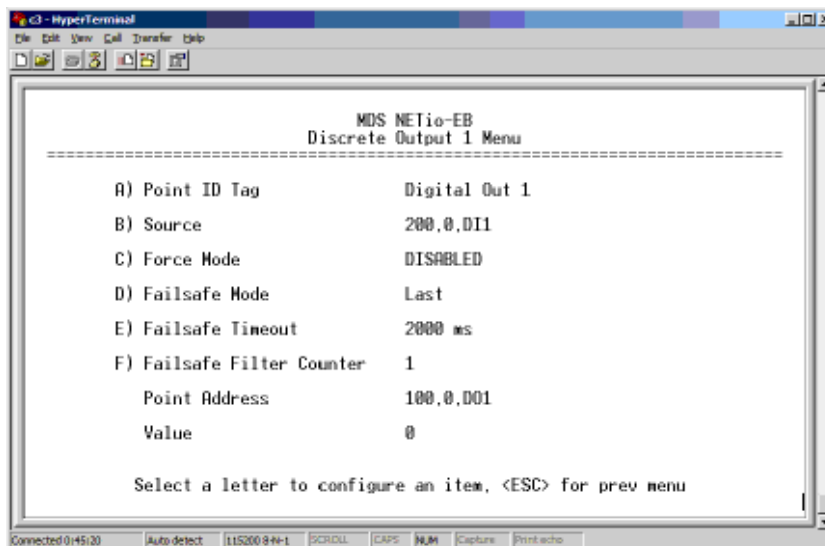 c3 - HyperTerminal
File Edit View Call Transfer Help
MDS NETio-EB
Discrete Output 1 Menu
==========================================================================
A) Point ID Tag Digital Out 1
B) Source 200,0,DI1
C) Force Mode DISABLED
D) Failsafe Mode Last
E) Failsafe Timeout 2000 ms
F) Failsafe Filter Counter 1
Point Address 100,0,DO1
Value 0
Select a letter to configure an item, <ESC> for prev menu
Connected 0:45:20 Auto detect 115200 8-N-1 SCROLL CAPS NUM Capture Print echo